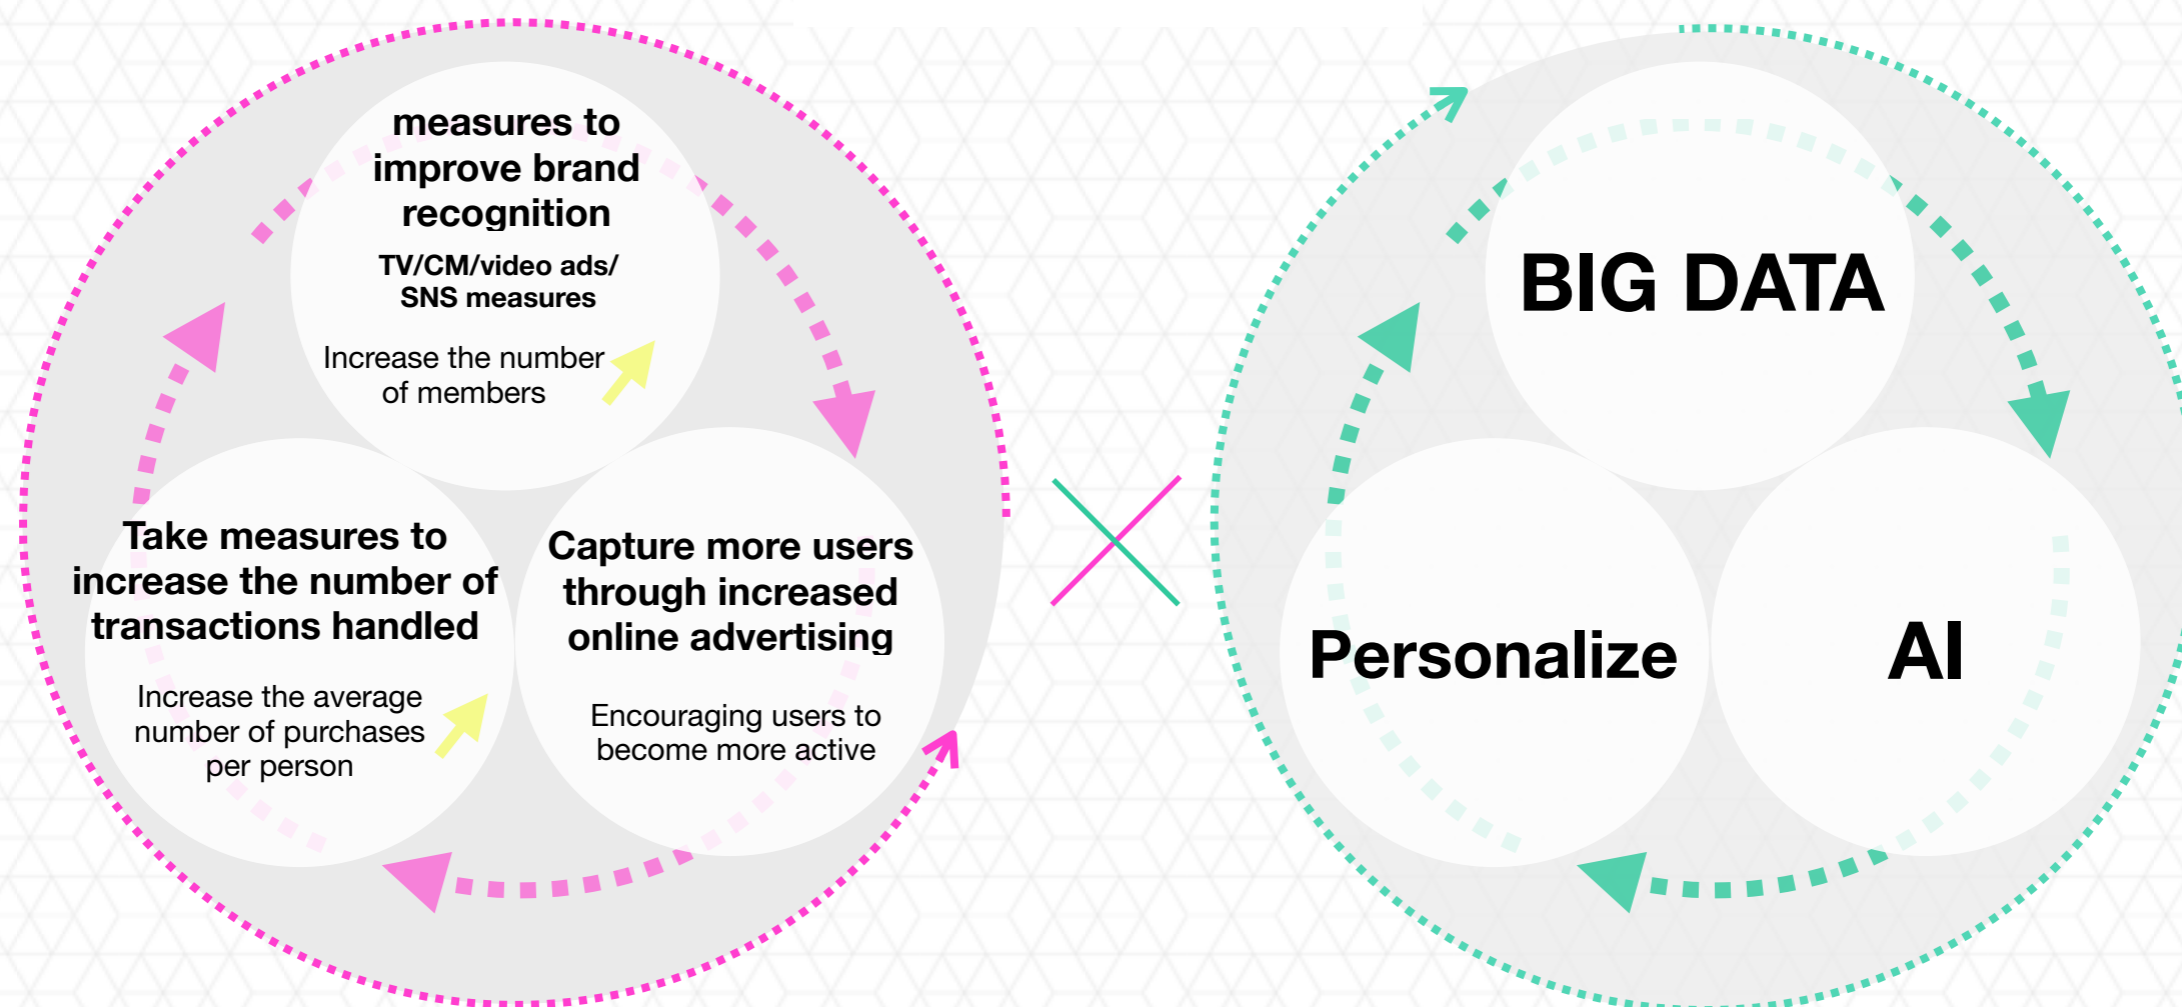 measures to
improve brand
recognition
TV/CM/video ads/
SNS measures
Increase the number
of members
Take measures to
increase the number of
transactions handled
Increase the average
number of purchases
per person
Capture more users
through increased
online advertising
Encouraging users to
become more active
BIG DATA
Personalize
AI